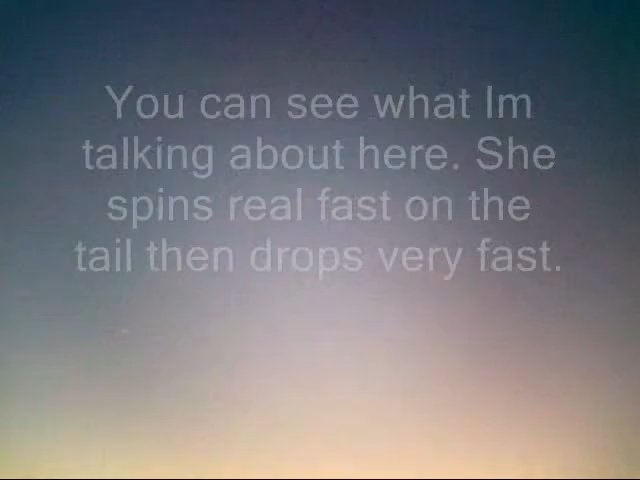 You can see what Im
talking about here. She
spins real fast on the
tail then drops very fast.